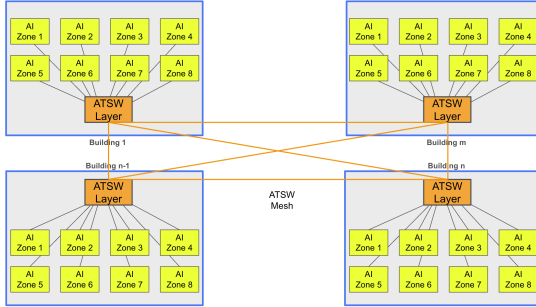 AI
Zone 1
AI
Zone 2
AI
Zone 3
AI
Zone 4
AI
Zone 5
AI
Zone 6
AI
Zone 7
AI
Zone 8
ATSW
Layer
Building 1
AI
Zone 1
AI
Zone 2
AI
Zone 3
AI
Zone 4
AI
Zone 5
AI
Zone 6
AI
Zone 7
AI
Zone 8
ATSW
Layer
Building m
Building n-1
ATSW
Layer
AI
Zone 1
AI
Zone 2
AI
Zone 3
AI
Zone 4
AI
Zone 5
AI
Zone 6
AI
Zone 7
AI
Zone 8
ATSW
Mesh
Building n
ATSW
Layer
AI
Zone 1
AI
Zone 2
AI
Zone 3
AI
Zone 4
AI
Zone 5
AI
Zone 6
AI
Zone 7
AI
Zone 8